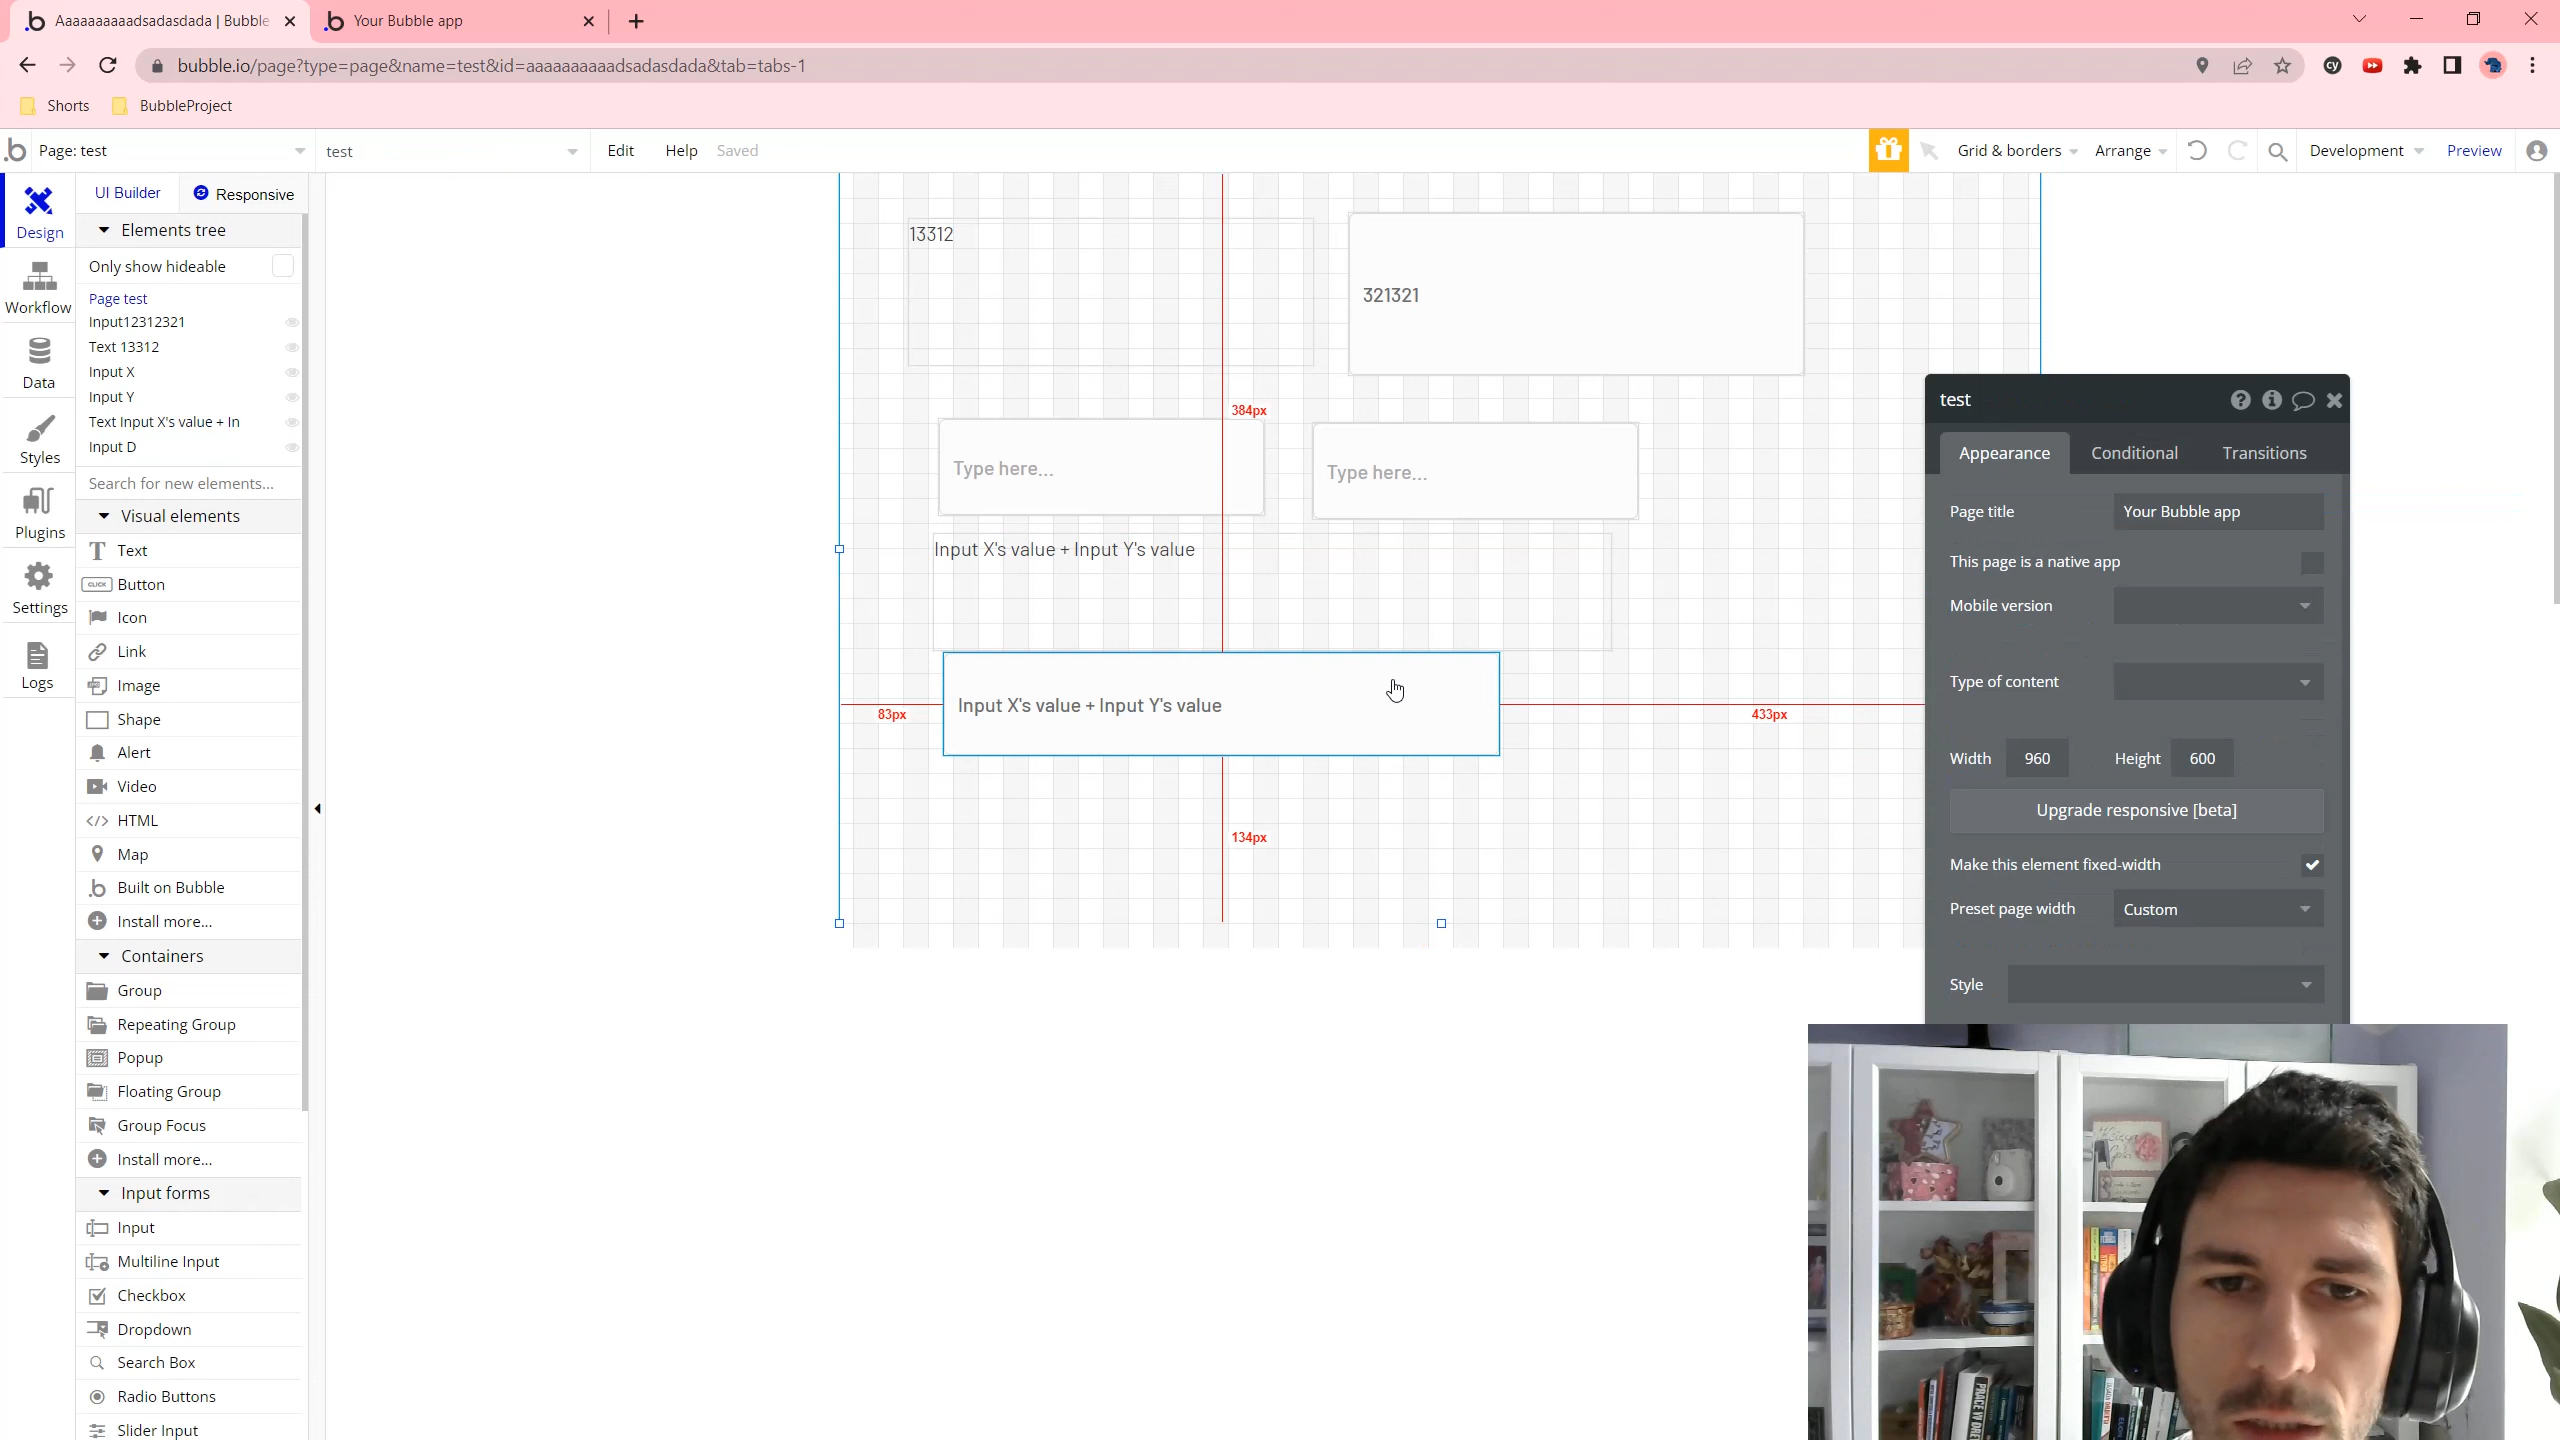 Aaaaaaaaaadsadasdada | Bubble
Your Bubble app
bubble.io/page?type=page&name=test&id=aaaaaaaaaadsadasdada&tab=tabs-1
Shorts
BubbleProject
Page: test
test
Edit
Help
Saved
Grid & borders
Arrange
Development
Preview
Design
Workflow
Data
Styles
Plugins
Settings
Logs
UI Builder
Responsive
Elements tree
Only show hideable
Page test
Input12312321
Text 13312
Input X
Input Y
Text Input X's value + In
Input D
Search for new elements...
Visual elements
Text
CLICK Button
Icon
Link
Image
Shape
Alert
Video
HTML
Map
Built on Bubble
Install more...
Containers
Group
Repeating Group
Popup
Floating Group
Group Focus
Install more...
Input forms
Input
Multiline Input
Checkbox
Dropdown
Search Box
Radio Buttons
Slider Input
13312
321321
384px
Type here...
Type here...
Input X's value + Input Y's value
Input X's value + Input Y's value
83px
433px
134px
test
Appearance
Conditional
Transitions
Page title
Your Bubble app
This page is a native app
Mobile version
Type of content
Width 960
Height 600
Upgrade responsive [beta]
Make this element fixed-width
Preset page width
Custom
Style